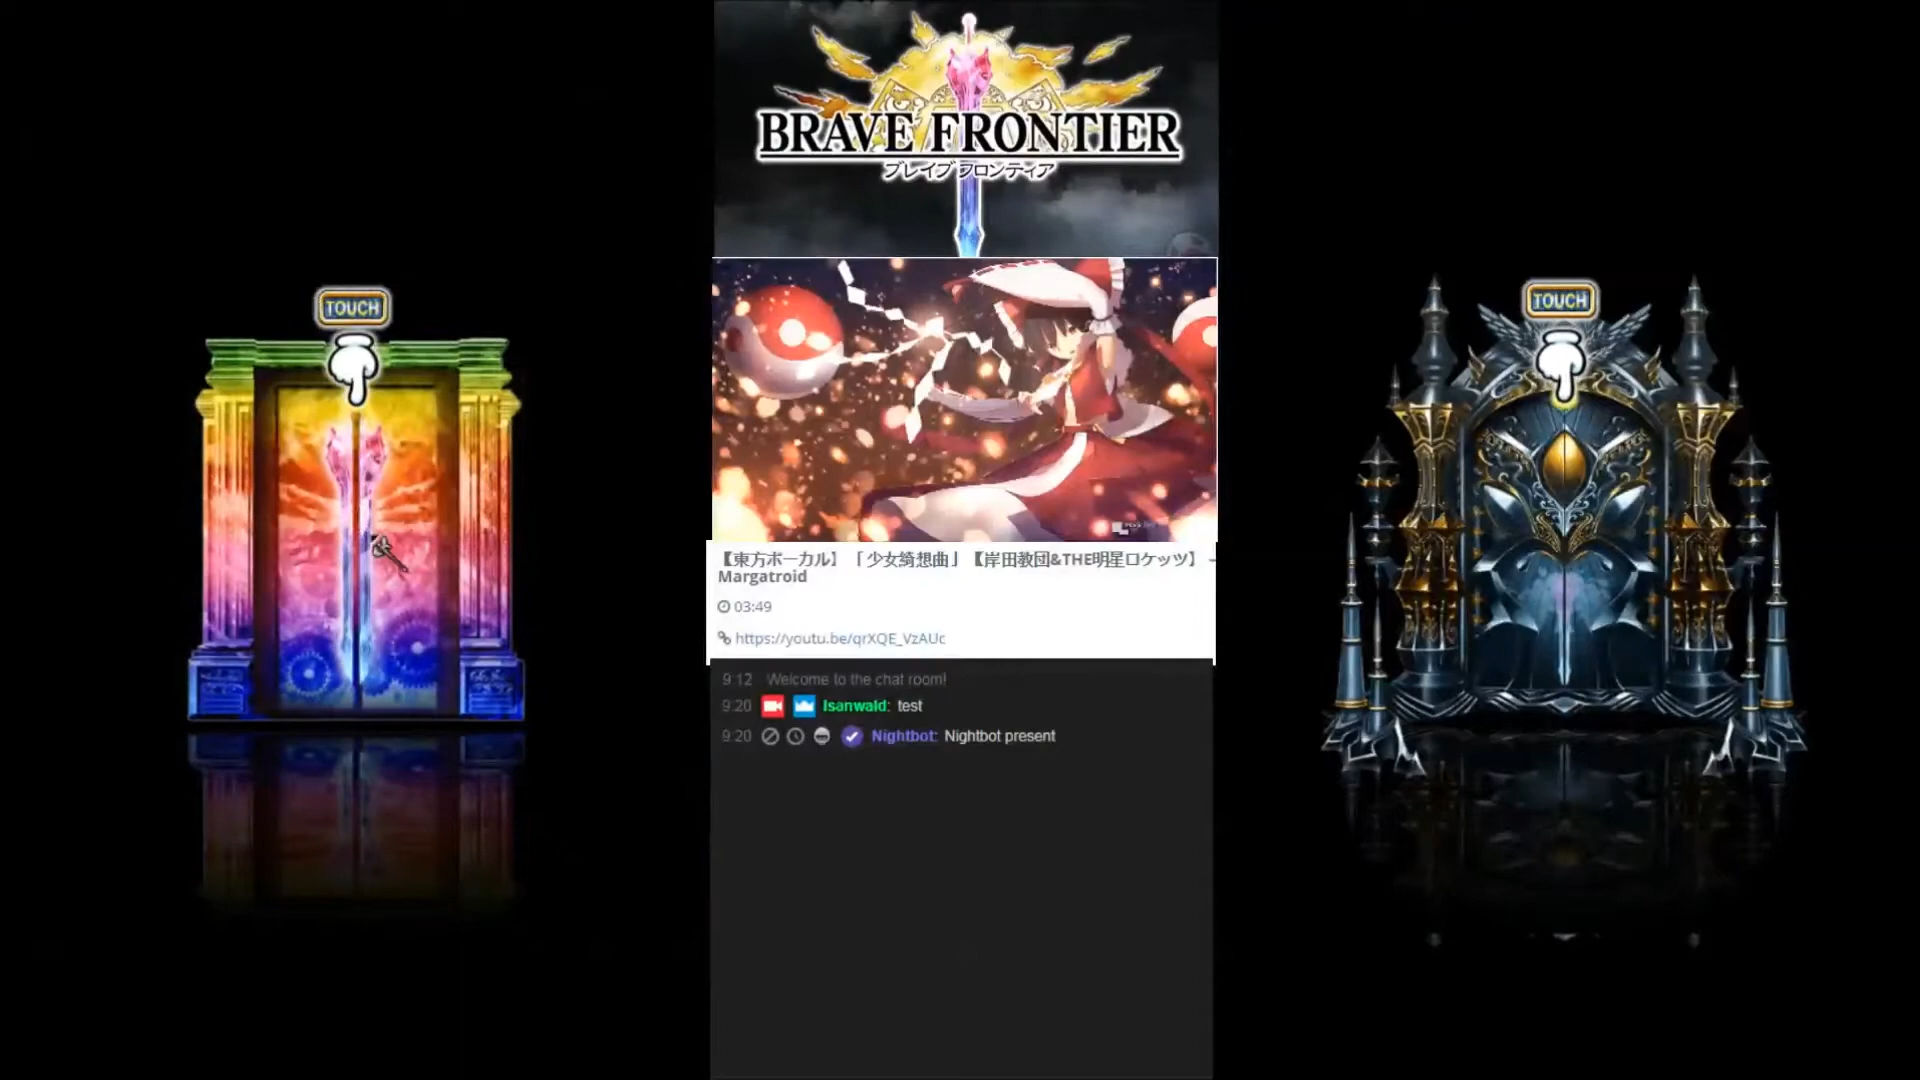 BRAVE FRONTIER
ブレイブ フロンティア
TOUCH
TOUCH
【東方ボーカル】 「少女綺想曲」 【岸田教団&THE明星ロケッツ】 -
Margatroid
03:49
https://youtu.be/qrXQE_VzAUc
9:12 Welcome to the chat room!
9:20 Isanwald: test
9:20 Nightbot: Nightbot present